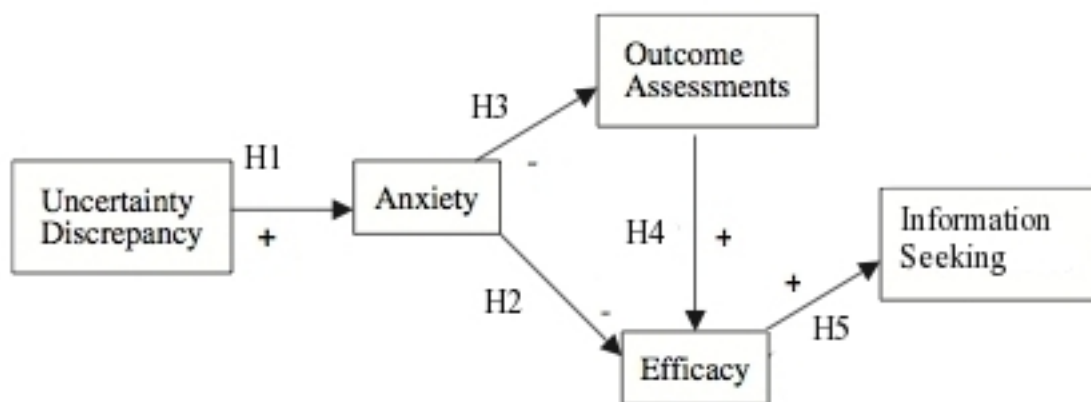 Outcome
Assessments
H3
-
H1
Uncertainty
Discrepancy
+
Anxiety
H4
+
Information
Seeking
H2
-
+
H5
Efficacy